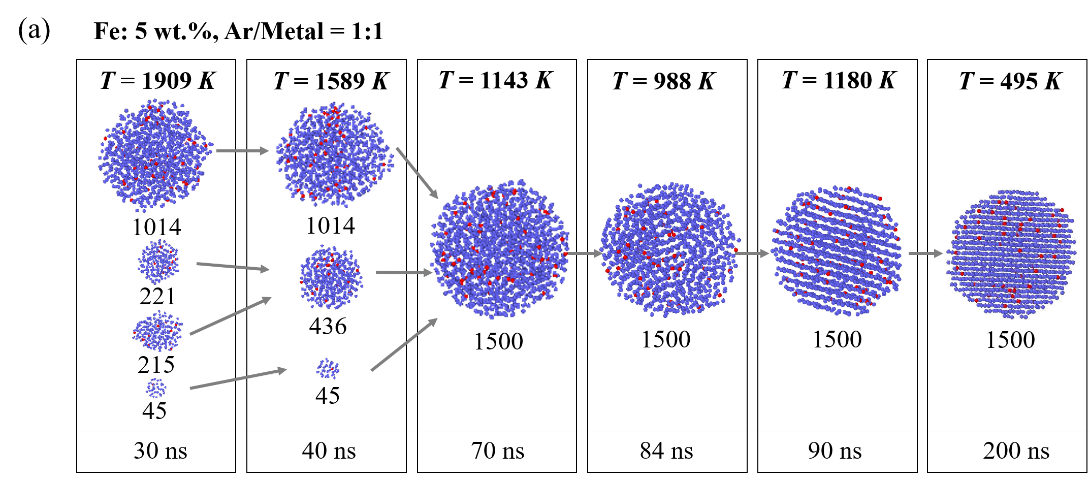 (a) Fe: 5 wt.%, Ar/Metal = 1:1
T = 1909 K
1014
221
215
45
30 ns
T = 1589 K
1014
436
45
40 ns
T = 1143 K
1500
70 ns
T = 988 K
1500
84 ns
T = 1180 K
1500
90 ns
T = 495 K
1500
200 ns